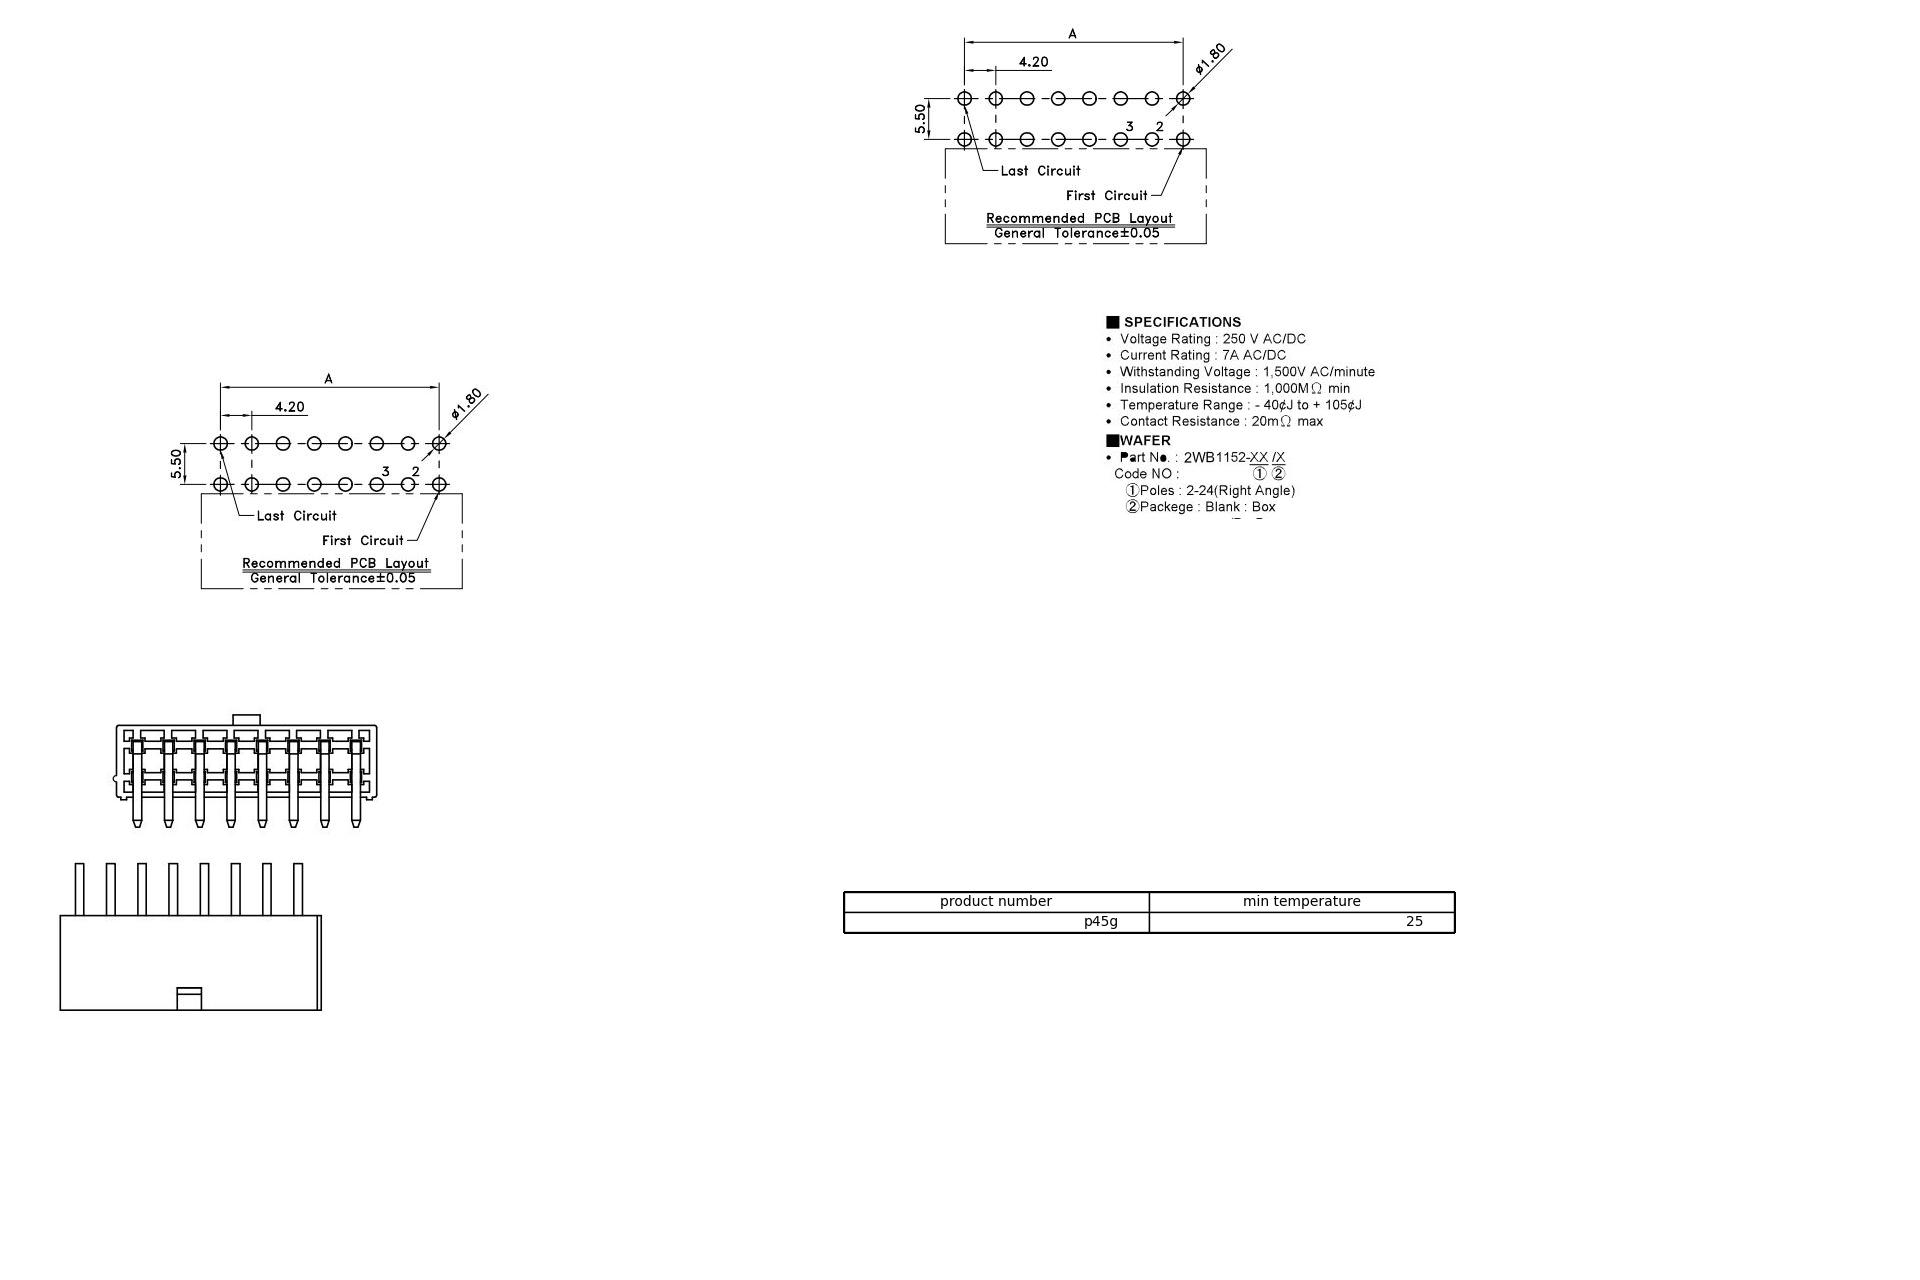 A
4.20
ø1.80
5.50
3 2
Last Circuit
First Circuit
Recommended PCB Layout
General Tolerance±0.05
■ SPECIFICATIONS
• Voltage Rating : 250 V AC/DC
• Current Rating : 7A AC/DC
• Withstanding Voltage : 1,500V AC/minute
• Insulation Resistance : 1,000MΩ min
• Temperature Range : - 40¢J to + 105¢J
• Contact Resistance : 20mΩ max
■WAFER
• Part No. : 2WB1152-XX /X
Code NO : ① ②
①Poles : 2-24(Right Angle)
②Packege : Blank : Box
A
4.20
ø1.80
5.50
3 2
Last Circuit
First Circuit
Recommended PCB Layout
General Tolerance±0.05
product number min temperature
p45g 25